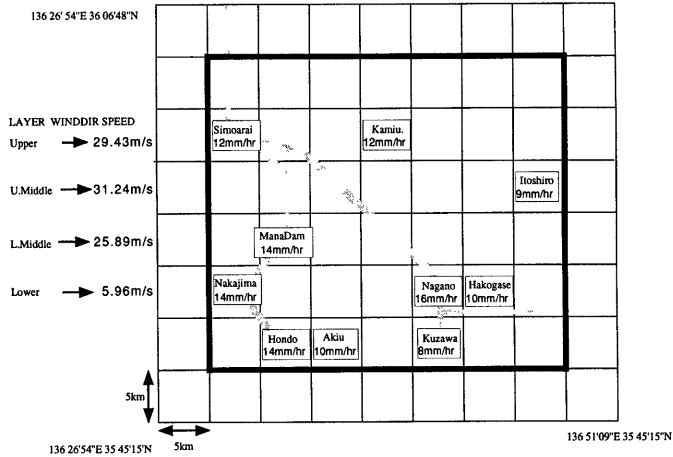 136 26' 54"E 36 06'48"N
LAYER WINDDIR SPEED
Upper 29.43m/s
U.Middle 31.24m/s
L.Middle 25.89m/s
Lower 5.96m/s
Simoarai
12mm/hr
Kamiu.
12mm/hr
Itoshiro
9mm/hr
ManaDam
14mm/hr
Nakajima
14mm/hr
Nagano
16mm/hr
Hakogase
10mm/hr
Hondo
14mm/hr
Akiu
10mm/hr
Kuzawa
8mm/hr
5km
5km
136 26'54"E 35 45'15"N
136 51'09"E 35 45'15"N